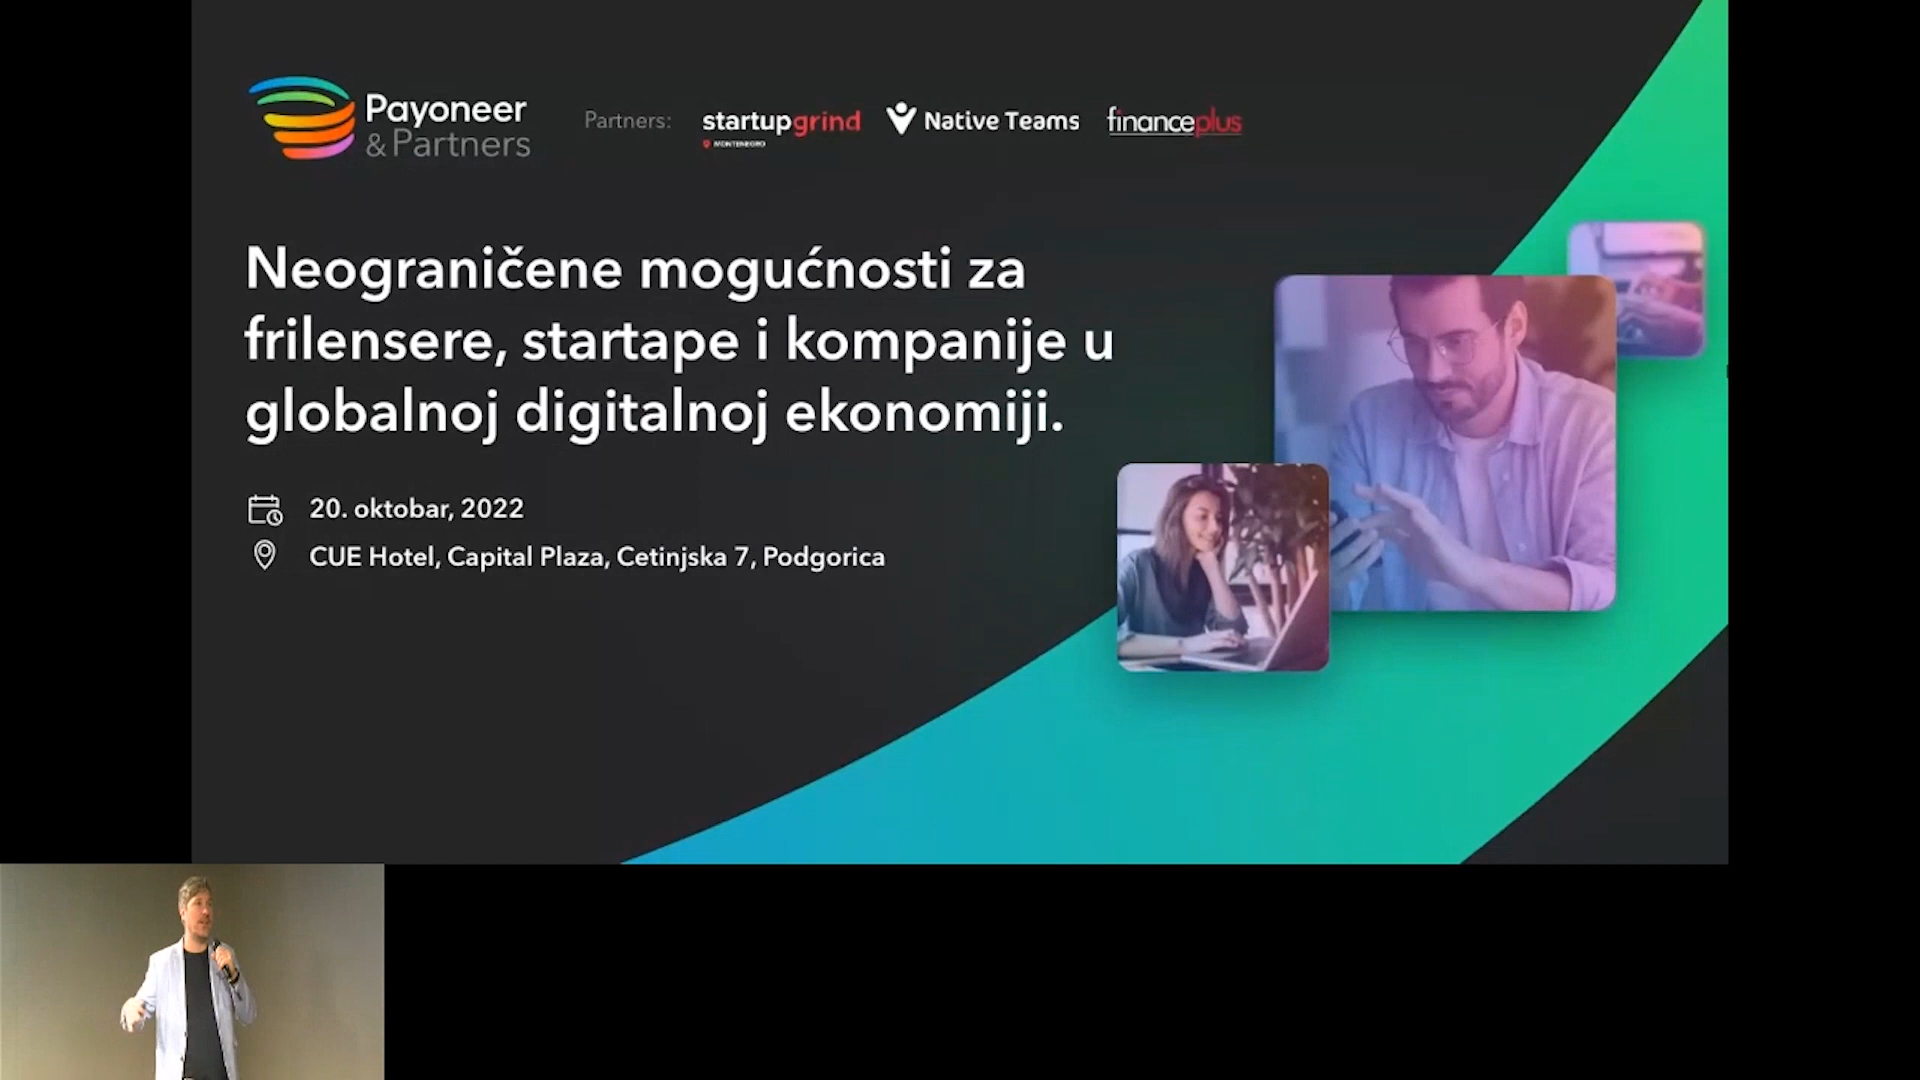 Payoneer
& Partners
Partners:
startupgrind
MONTENEGRO
Native Teams
financeplus
Neograničene mogućnosti za
frilensere, startape i kompanije u
globalnoj digitalnoj ekonomiji.
20. oktobar, 2022
CUE Hotel, Capital Plaza, Cetinjska 7, Podgorica